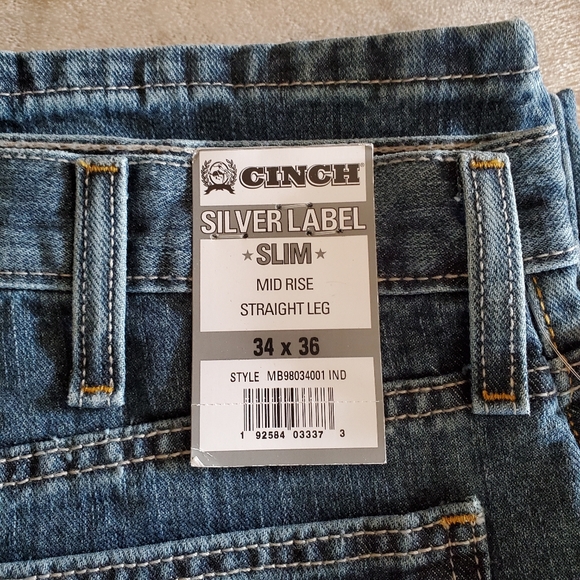 CINCH
SILVER LABEL
SLIM
MID RISE
STRAIGHT LEG
34 x 36
STYLE MB98034001 IND
1 92584 03337 3